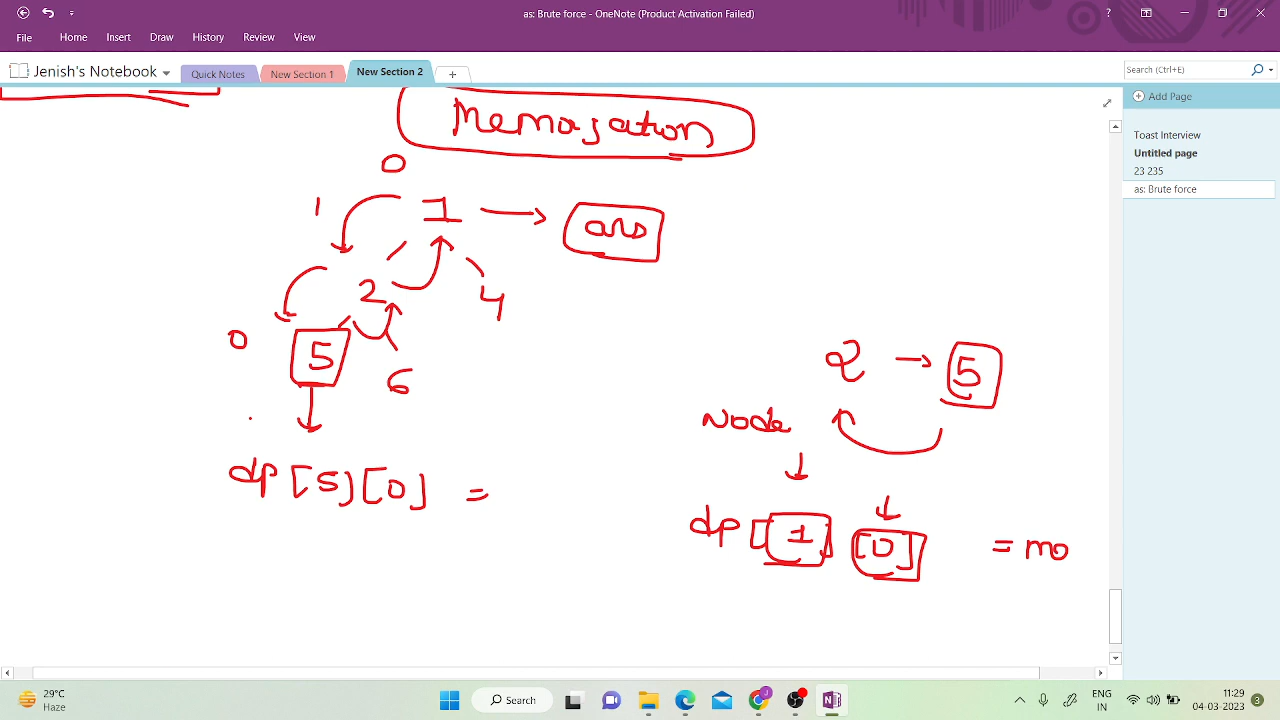 as: Brute force - OneNote (Product Activation Failed)
File Home Insert Draw History Review View
Jenish's Notebook Quick Notes New Section 1 New Section 2
Search (Ctrl+E)
Add Page
Toast Interview
Untitled page
23 235
as: Brute force
Memozation
0
1
1
ans
2
4
0
5
6
2 → 5
Node
dp[5][0] =
dp[1][0] = mo
29°C
Haze
Search
ENG
IN
11:29
04-03-2023
3